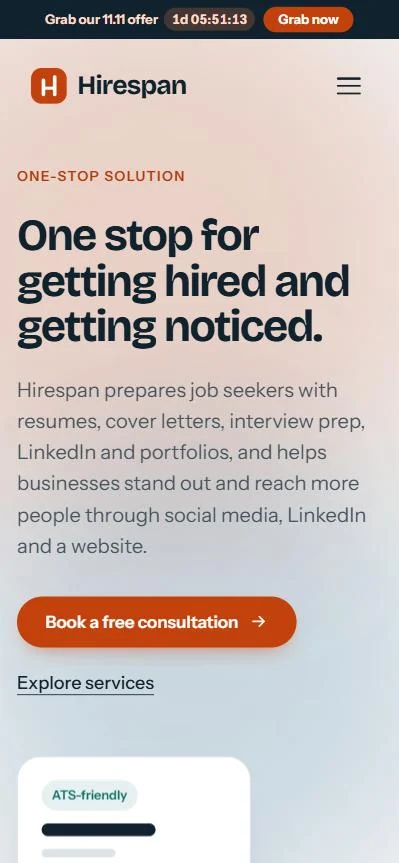 Grab our 11.11 offer 1d 05:51:13 Grab now
H Hirespan
ONE-STOP SOLUTION
One stop for
getting hired and
getting noticed.
Hirespan prepares job seekers with
resumes, cover letters, interview prep,
LinkedIn and portfolios, and helps
businesses stand out and reach more
people through social media, LinkedIn
and a website.
Book a free consultation →
Explore services
ATS-friendly